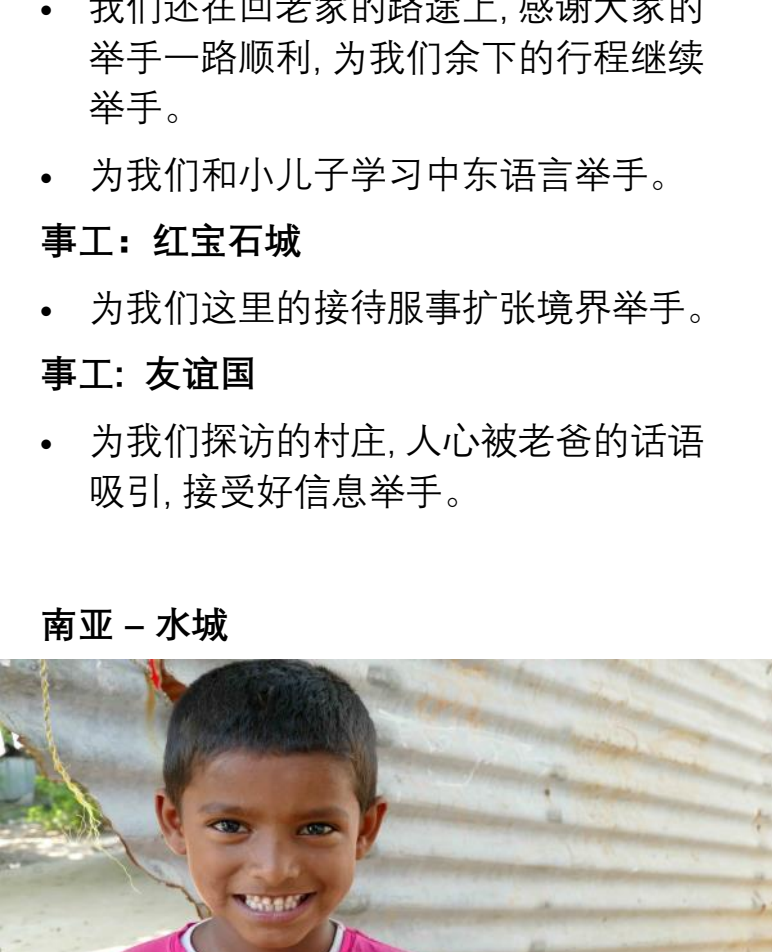 我们还在回老家的路途上, 感谢大家的
举手一路顺利, 为我们余下的行程继续
举手。
为我们和小儿子学习中东语言举手。
事工：红宝石城
为我们这里的接待服事扩张境界举手。
事工: 友谊国
为我们探访的村庄, 人心被老爸的话语
吸引, 接受好信息举手。
南亚 – 水城